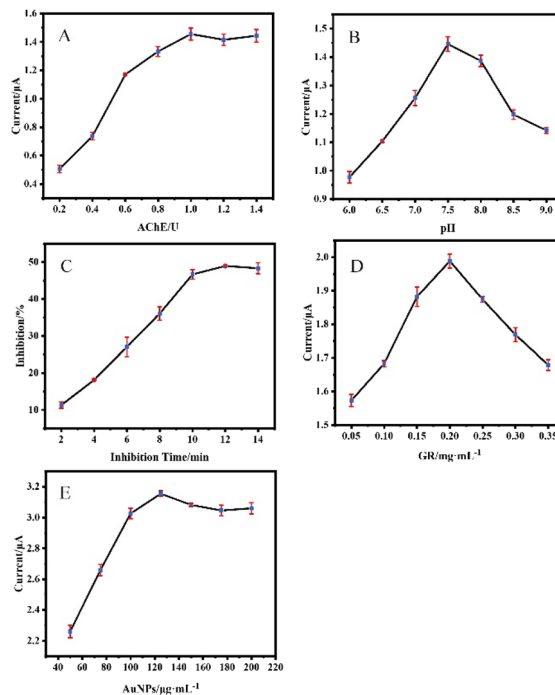 A
Current/μA
1.6
1.4
1.2
1.0
0.8
0.6
0.4
0.2 0.4 0.6 0.8 1.0 1.2 1.4
AChE/U
B
Current/μA
1.5
1.4
1.3
1.2
1.1
1.0
0.9
6.0 6.5 7.0 7.5 8.0 8.5 9.0
pH
C
Inhibition/%
50
40
30
20
10
2 4 6 8 10 12 14
Inhibition Time/min
D
Current/μA
2.0
1.9
1.8
1.7
1.6
1.5
0.05 0.10 0.15 0.20 0.25 0.30 0.35
GR/mg·mL⁻¹
E
Current/μA
3.2
3.0
2.8
2.6
2.4
2.2
40 60 80 100 120 140 160 180 200 220
AuNPs/μg·mL⁻¹